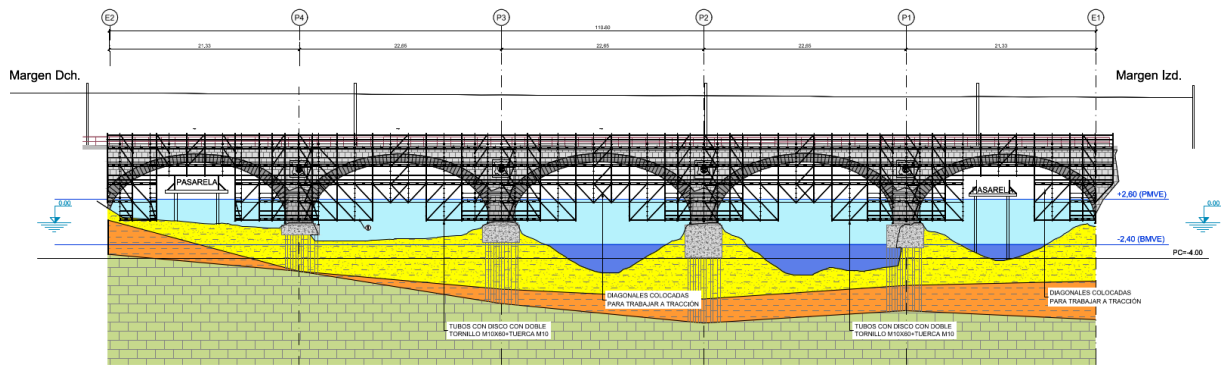 E2
P4
P3
P2
P1
E1
110,60
21,33
22,85
22,85
22,85
21,33
Margen Dch.
Margen Izd.
PASARELA
PASARELA
0.00
+2,60 (PMVE)
0.00
-2,40 (BMVE)
PC=-4.00
DIAGONALES COLOCADAS
PARA TRABAJAR A TRACCIÓN
DIAGONALES COLOCADAS
PARA TRABAJAR A TRACCIÓN
TUBOS CON DISCO CON DOBLE
TORNILLO M10X60+TUERCA M10
TUBOS CON DISCO CON DOBLE
TORNILLO M10X60+TUERCA M10